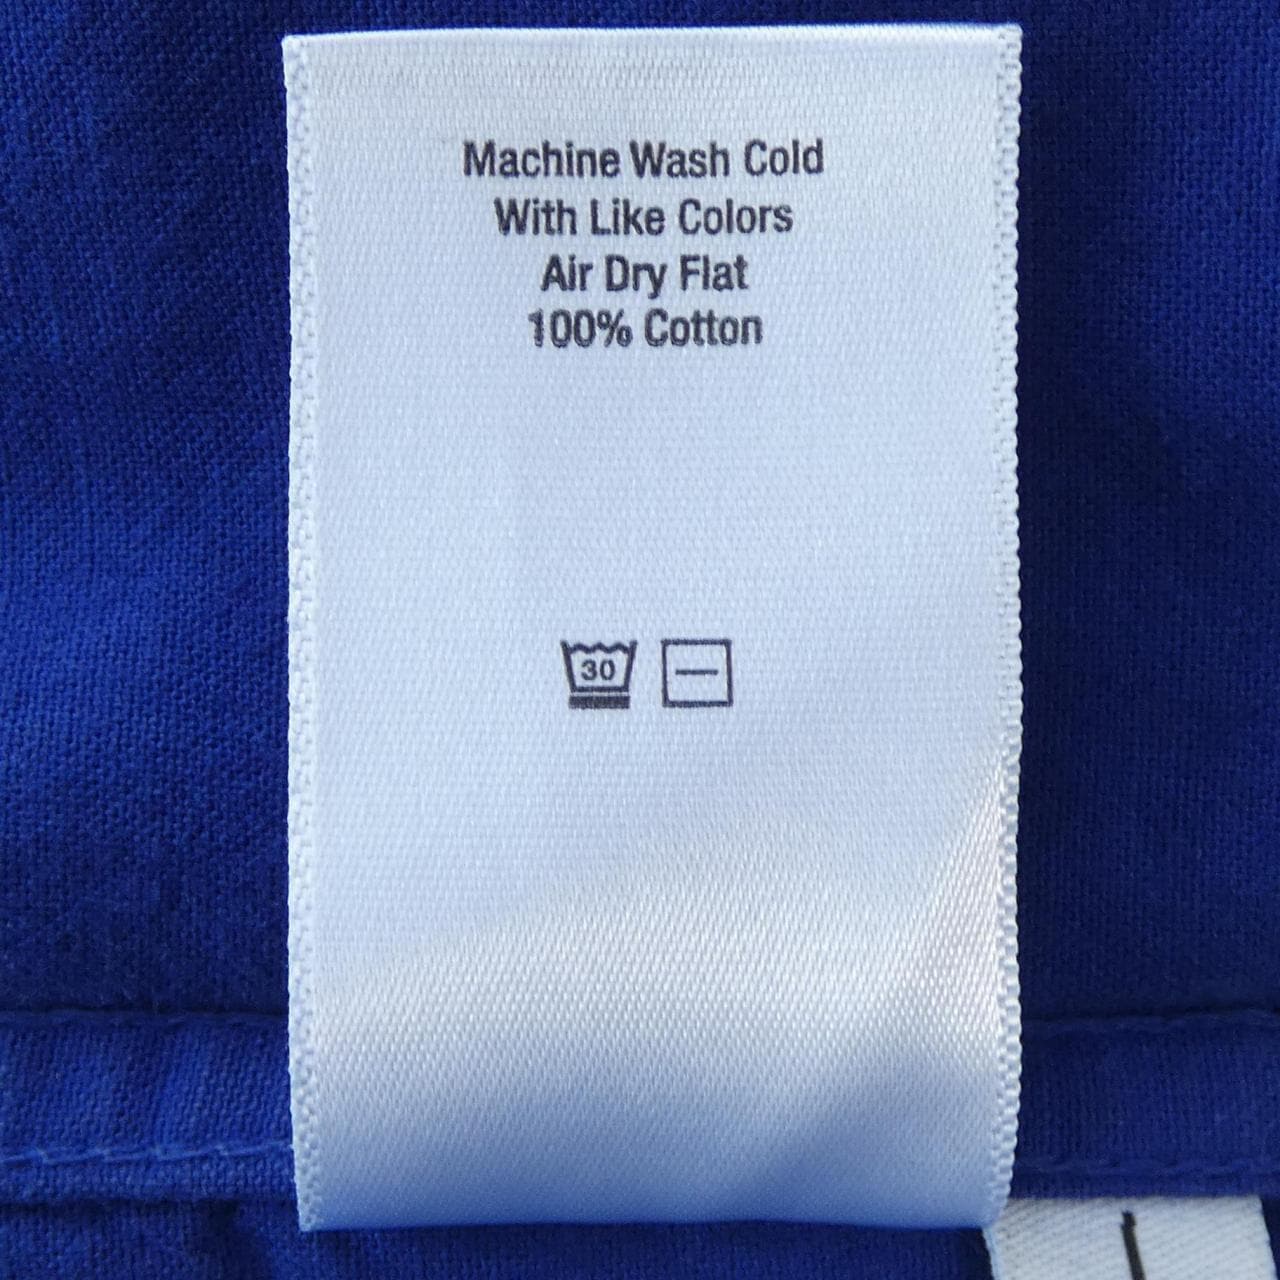 Machine Wash Cold
With Like Colors
Air Dry Flat
100% Cotton
30